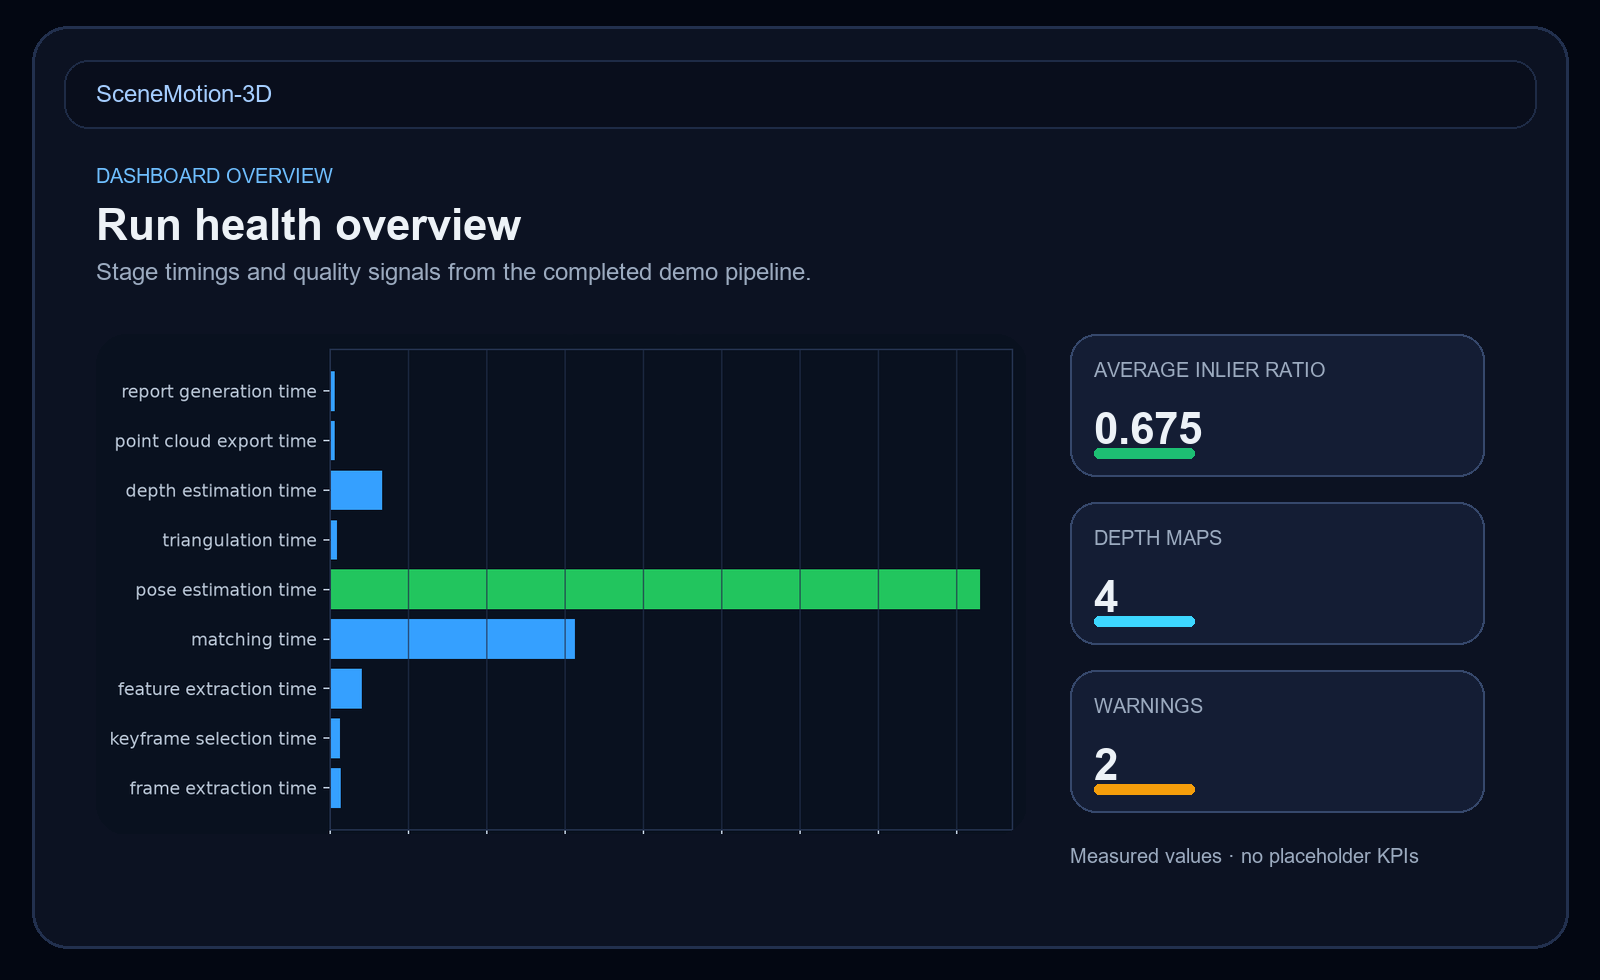 SceneMotion-3D
DASHBOARD OVERVIEW
Run health overview
Stage timings and quality signals from the completed demo pipeline.
report generation time
point cloud export time
depth estimation time
triangulation time
pose estimation time
matching time
feature extraction time
keyframe selection time
frame extraction time
AVERAGE INLIER RATIO
0.675
DEPTH MAPS
4
WARNINGS
2
Measured values · no placeholder KPIs